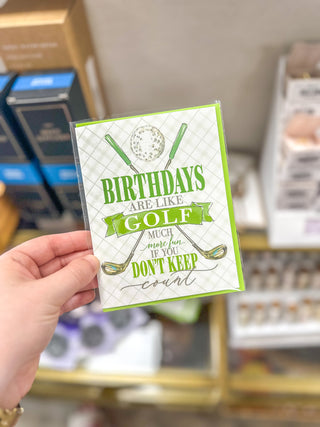 BIRTHDAYS
ARE LIKE
GOLF
MUCH
more fun
IF YOU
DON'T KEEP
count